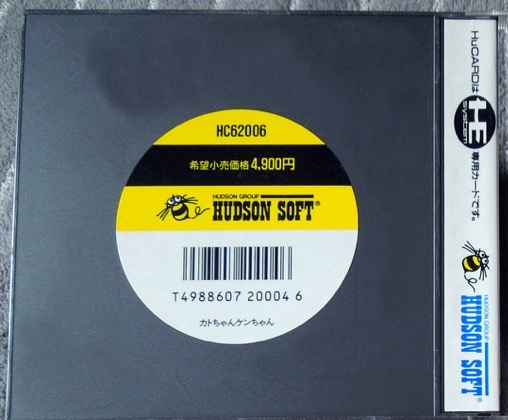 HC62006
希望小売価格 4,900円
HUDSON GROUP
HUDSON SOFT®
T4988607 20004 6
カトちゃんケンちゃん
HuCARDは
HE
SYSTEM
専用カードです。
HUDSON GROUP
HUDSON SOFT®